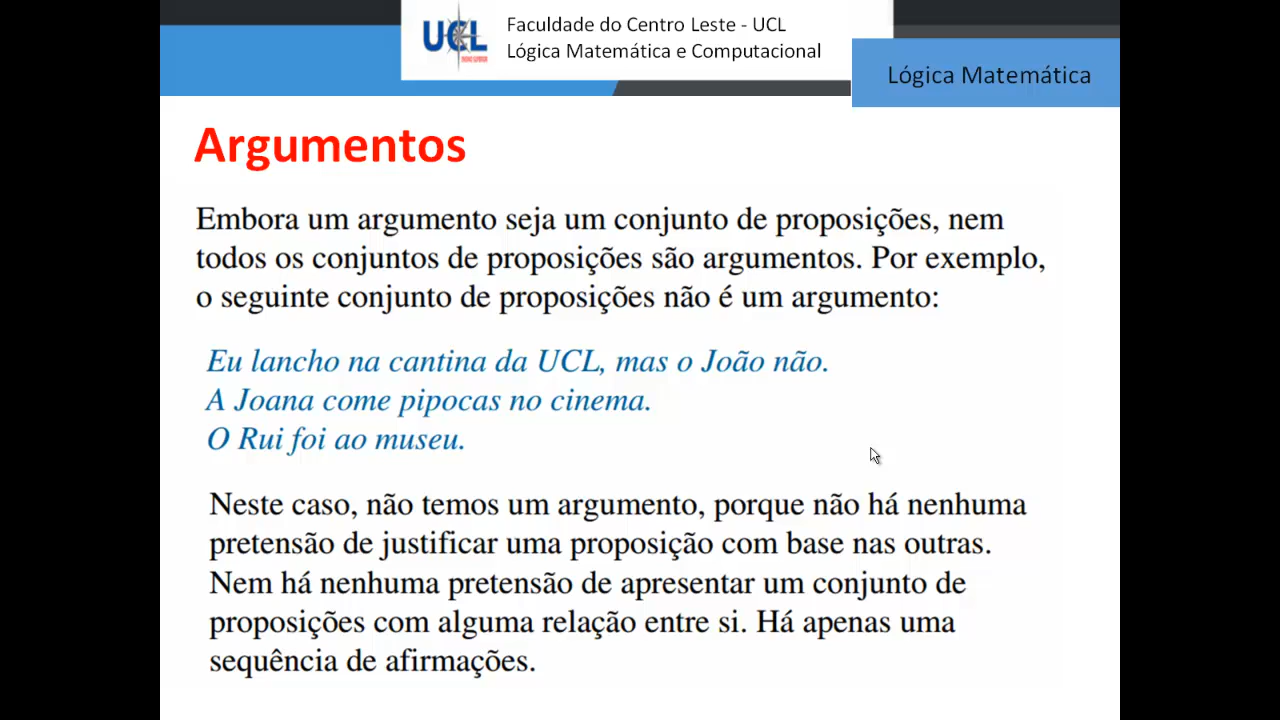 UCL
Faculdade do Centro Leste - UCL
Lógica Matemática e Computacional
Lógica Matemática
Argumentos
Embora um argumento seja um conjunto de proposições, nem
todos os conjuntos de proposições são argumentos. Por exemplo,
o seguinte conjunto de proposições não é um argumento:
Eu lancho na cantina da UCL, mas o João não.
A Joana come pipocas no cinema.
O Rui foi ao museu.
Neste caso, não temos um argumento, porque não há nenhuma
pretensão de justificar uma proposição com base nas outras.
Nem há nenhuma pretensão de apresentar um conjunto de
proposições com alguma relação entre si. Há apenas uma
sequência de afirmações.